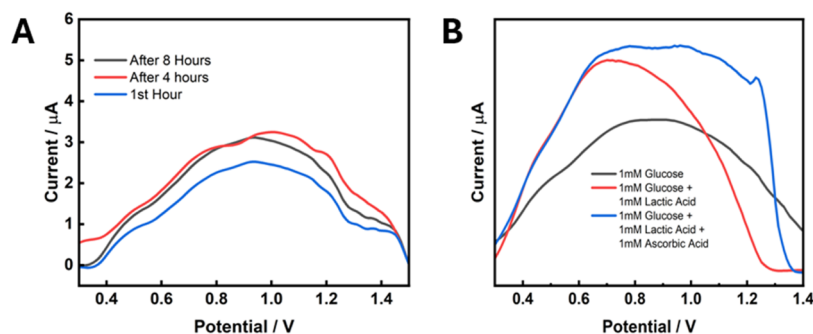 A
6
5
4
3
2
1
0
Current / μA
After 8 Hours
After 4 hours
1st Hour
0.4 0.6 0.8 1.0 1.2 1.4
Potential / V
B
Current / μA
1mM Glucose
1mM Glucose +
1mM Lactic Acid
1mM Glucose +
1mM Lactic Acid +
1mM Ascorbic Acid
0.4 0.6 0.8 1.0 1.2 1.4
Potential / V